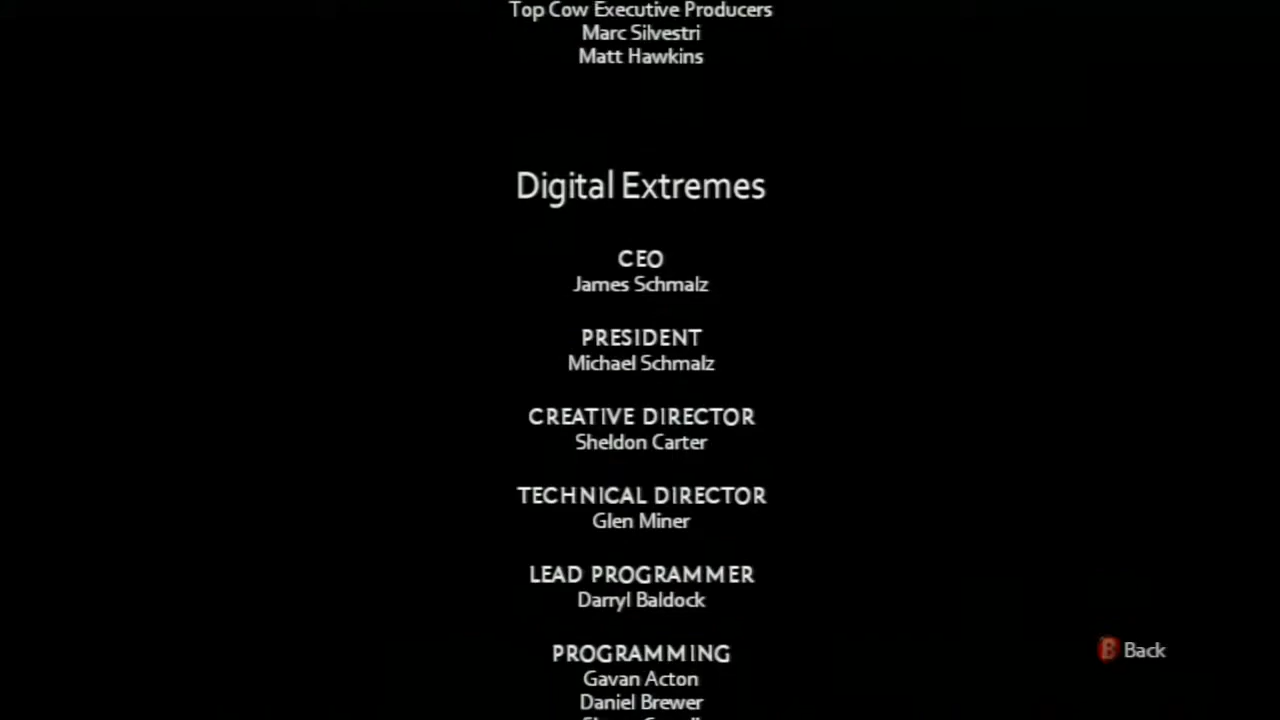 Top Cow Executive Producers
Marc Silvestri
Matt Hawkins
Digital Extremes
CEO
James Schmalz
PRESIDENT
Michael Schmalz
CREATIVE DIRECTOR
Sheldon Carter
TECHNICAL DIRECTOR
Glen Miner
LEAD PROGRAMMER
Darryl Baldock
PROGRAMMING
Gavan Acton
Daniel Brewer
B Back